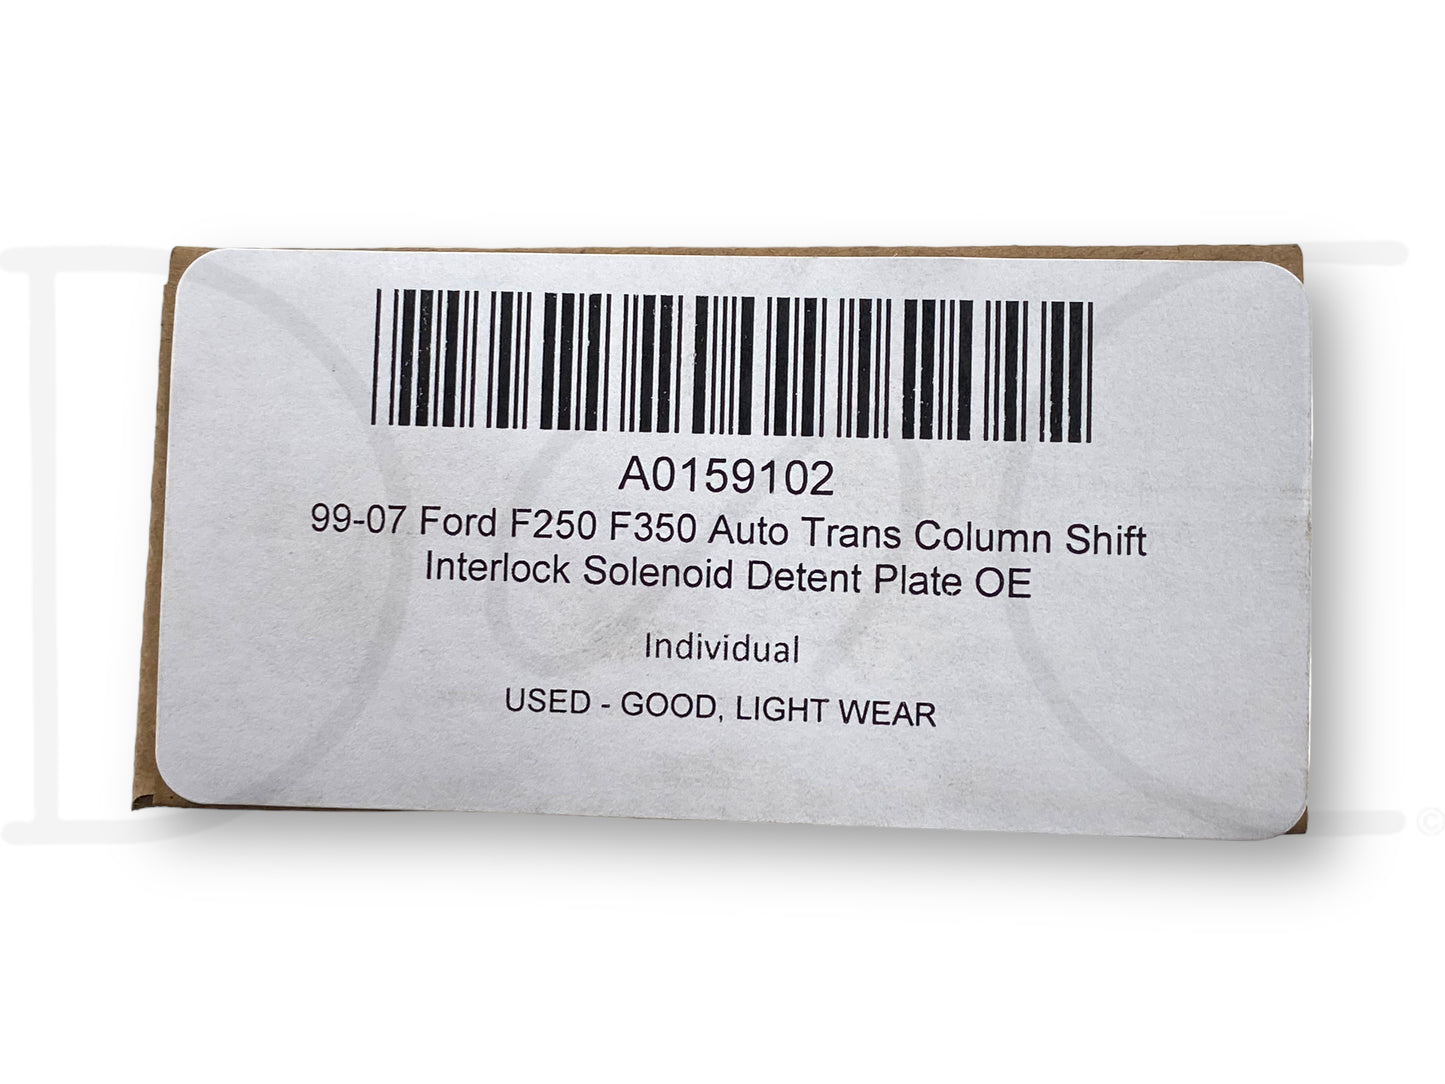 A0159102
99-07 Ford F250 F350 Auto Trans Column Shift
Interlock Solenoid Detent Plate OE
Individual
USED - GOOD, LIGHT WEAR
©